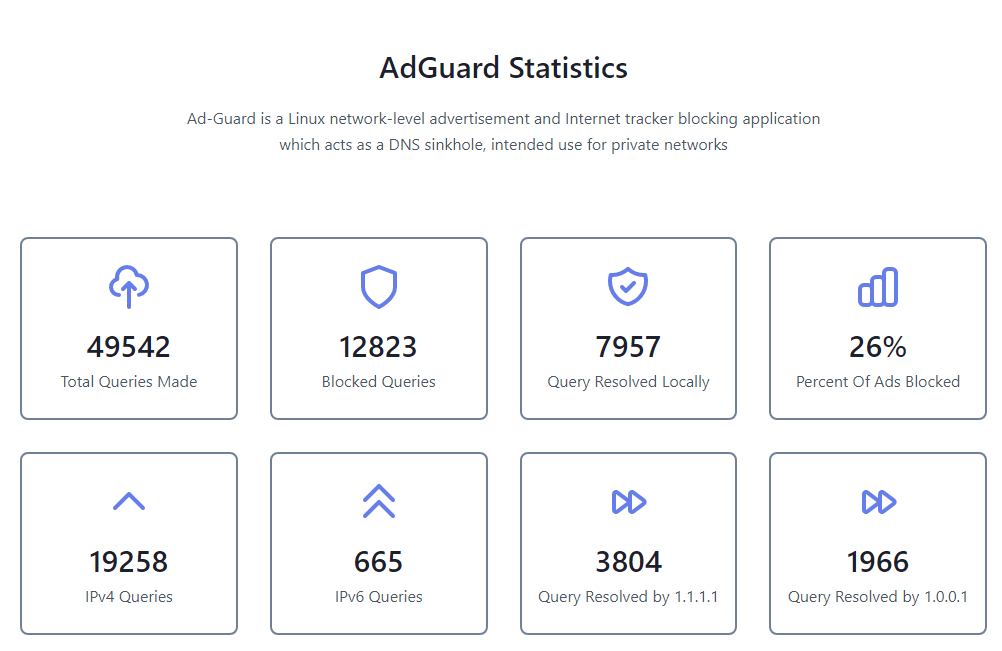 AdGuard Statistics
Ad-Guard is a Linux network-level advertisement and Internet tracker blocking application
which acts as a DNS sinkhole, intended use for private networks
49542
Total Queries Made
12823
Blocked Queries
7957
Query Resolved Locally
26%
Percent Of Ads Blocked
19258
IPv4 Queries
665
IPv6 Queries
3804
Query Resolved by 1.1.1.1
1966
Query Resolved by 1.0.0.1